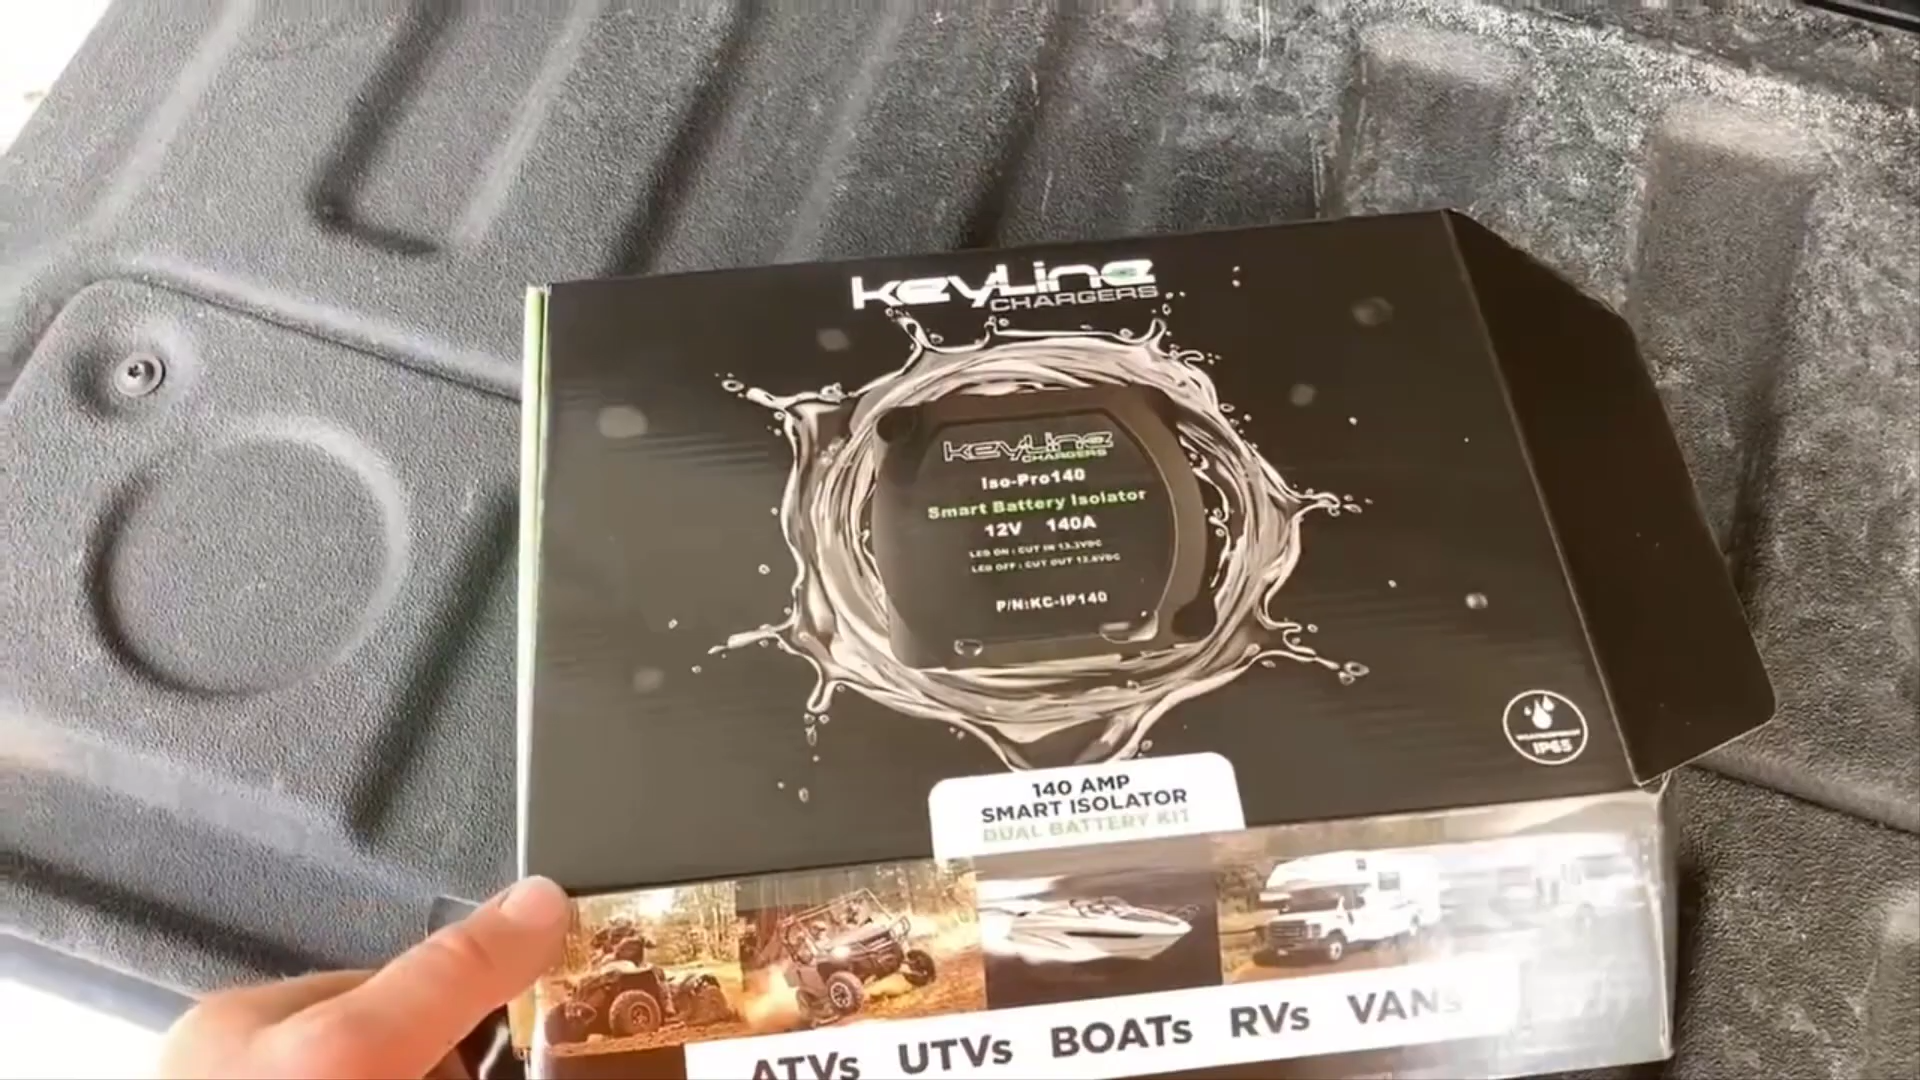 keyLine
CHARGERS
keyLine
CHARGERS
Iso-Pro140
Smart Battery Isolator
12V 140A
LED ON : CUT IN 13.3VDC
LED OFF : CUT OUT 12.8VDC
P/N:KC-IP140
WEATHERPROOF
IP65
140 AMP
SMART ISOLATOR
DUAL BATTERY KIT
ATVs UTVs BOATs RVs VANs